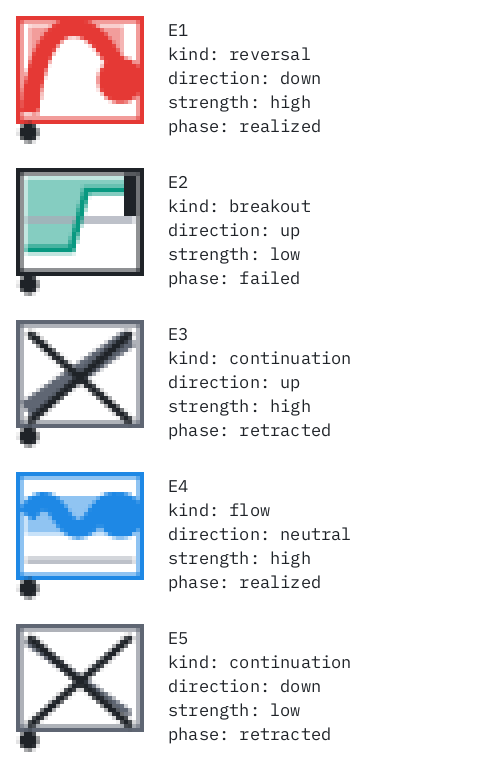 E1
kind: reversal
direction: down
strength: high
phase: realized
E2
kind: breakout
direction: up
strength: low
phase: failed
E3
kind: continuation
direction: up
strength: high
phase: retracted
E4
kind: flow
direction: neutral
strength: high
phase: realized
E5
kind: continuation
direction: down
strength: low
phase: retracted